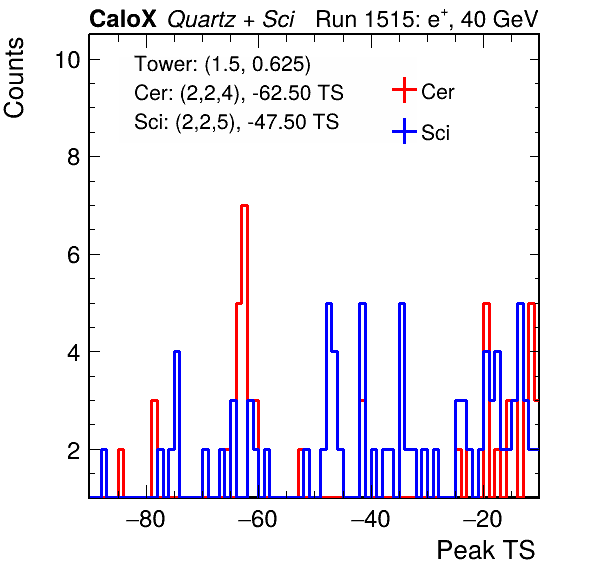 CaloX Quartz + Sci Run 1515: e+, 40 GeV
Counts
Tower: (1.5, 0.625)
Cer: (2,2,4), -62.50 TS
Sci: (2,2,5), -47.50 TS
Cer
Sci
10
8
6
4
2
−80 −60 −40 −20
Peak TS